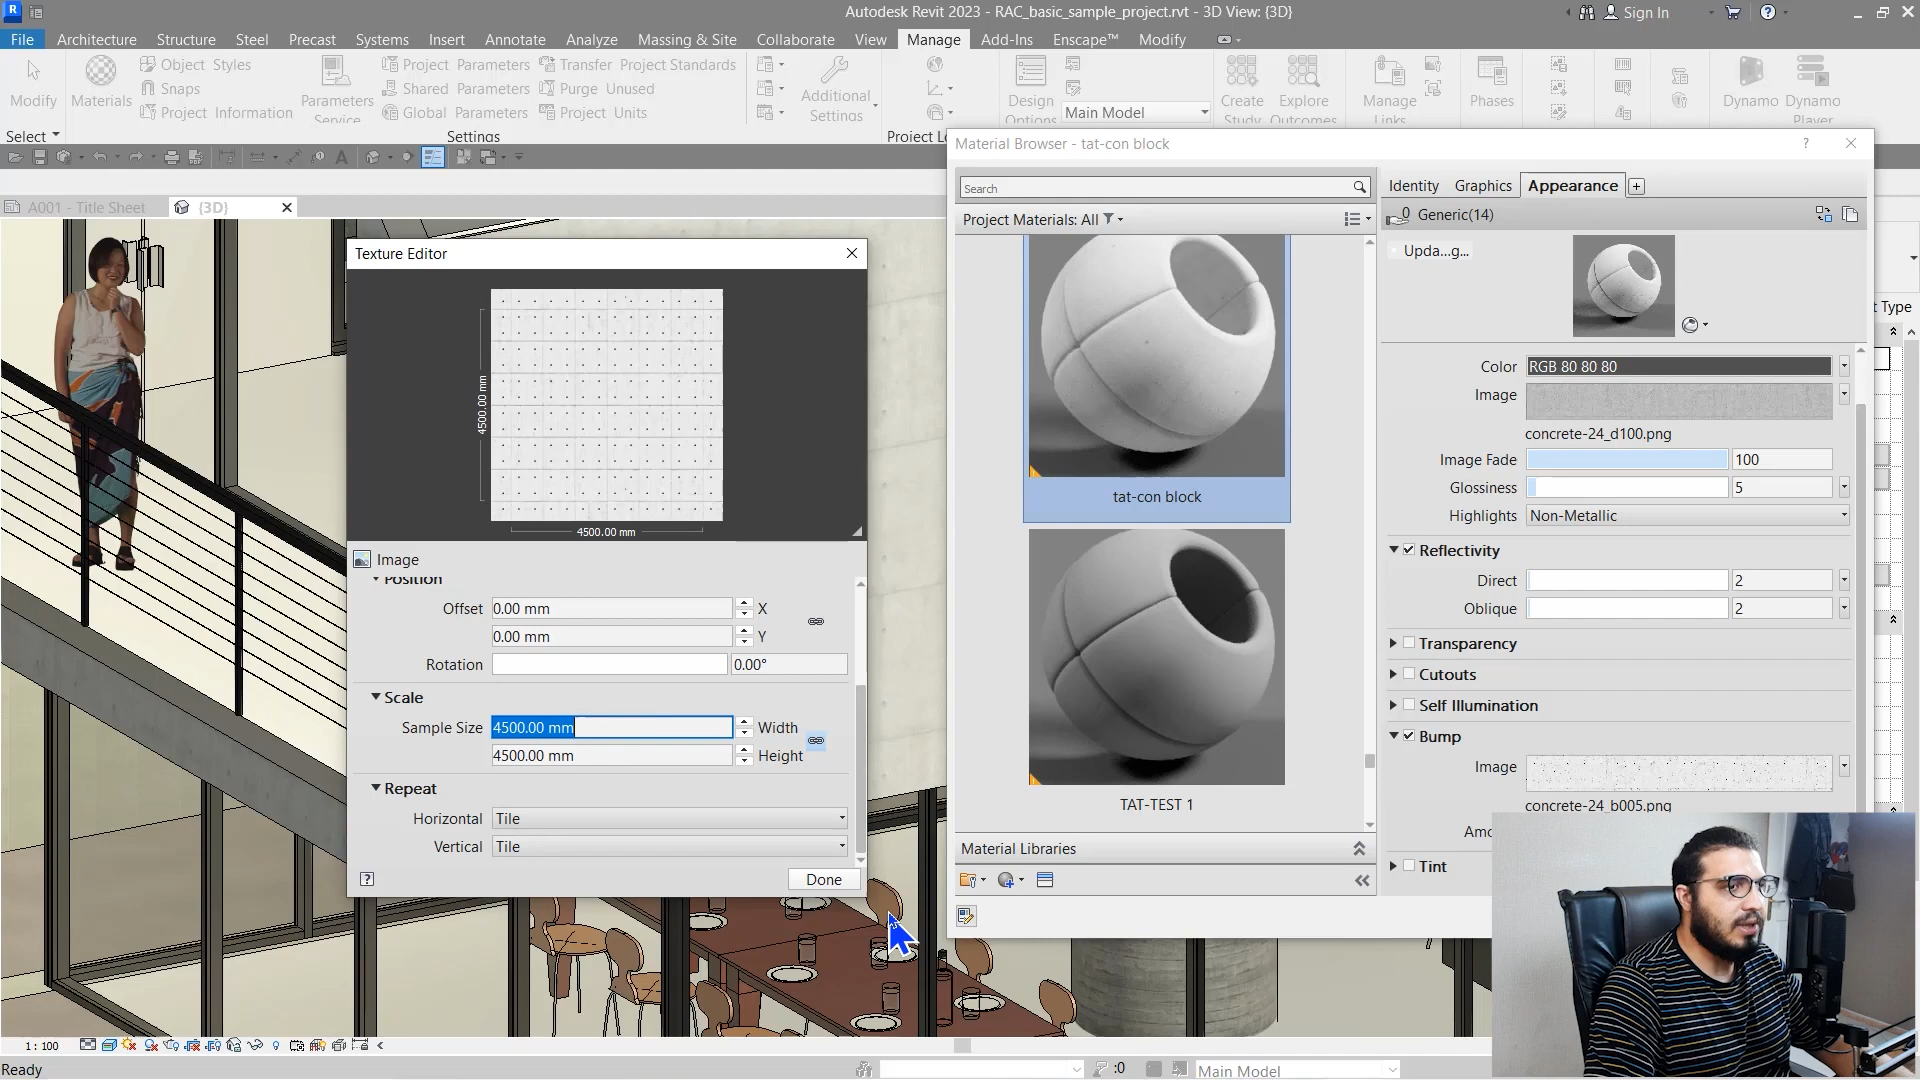 Autodesk Revit 2023 - RAC_basic_sample_project.rvt - 3D View: {3D}
Sign In
File Architecture Structure Steel Precast Systems Insert Annotate Analyze Massing & Site Collaborate View Manage Add-Ins Enscape™ Modify
Modify
Materials
Object Styles
Snaps
Project Information
Parameters
Service
Project Parameters
Shared Parameters
Global Parameters
Transfer Project Standards
Purge Unused
Project Units
Additional
Settings
Design
Options
Main Model
Create
Study
Explore
Outcomes
Manage
Links
Phases
Dynamo
Dynamo
Player
Select
Settings
Project L
A001 - Title Sheet
{3D}
Texture Editor
4500.00 mm
4500.00 mm
Image
Position
Offset 0.00 mm X
0.00 mm Y
Rotation 0.00°
Scale
Sample Size 4500.00 mm Width
4500.00 mm Height
Repeat
Horizontal Tile
Vertical Tile
Done
Material Browser - tat-con block
Search
Project Materials: All
tat-con block
TAT-TEST 1
Material Libraries
Identity Graphics Appearance
0 Generic(14)
Upda...g...
t Type
Color RGB 80 80 80
Image
concrete-24_d100.png
Image Fade 100
Glossiness 5
Highlights Non-Metallic
Reflectivity
Direct 2
Oblique 2
Transparency
Cutouts
Self Illumination
Bump
Image
concrete-24_b005.png
Amo
Tint
1 : 100
Ready
:0
Main Model